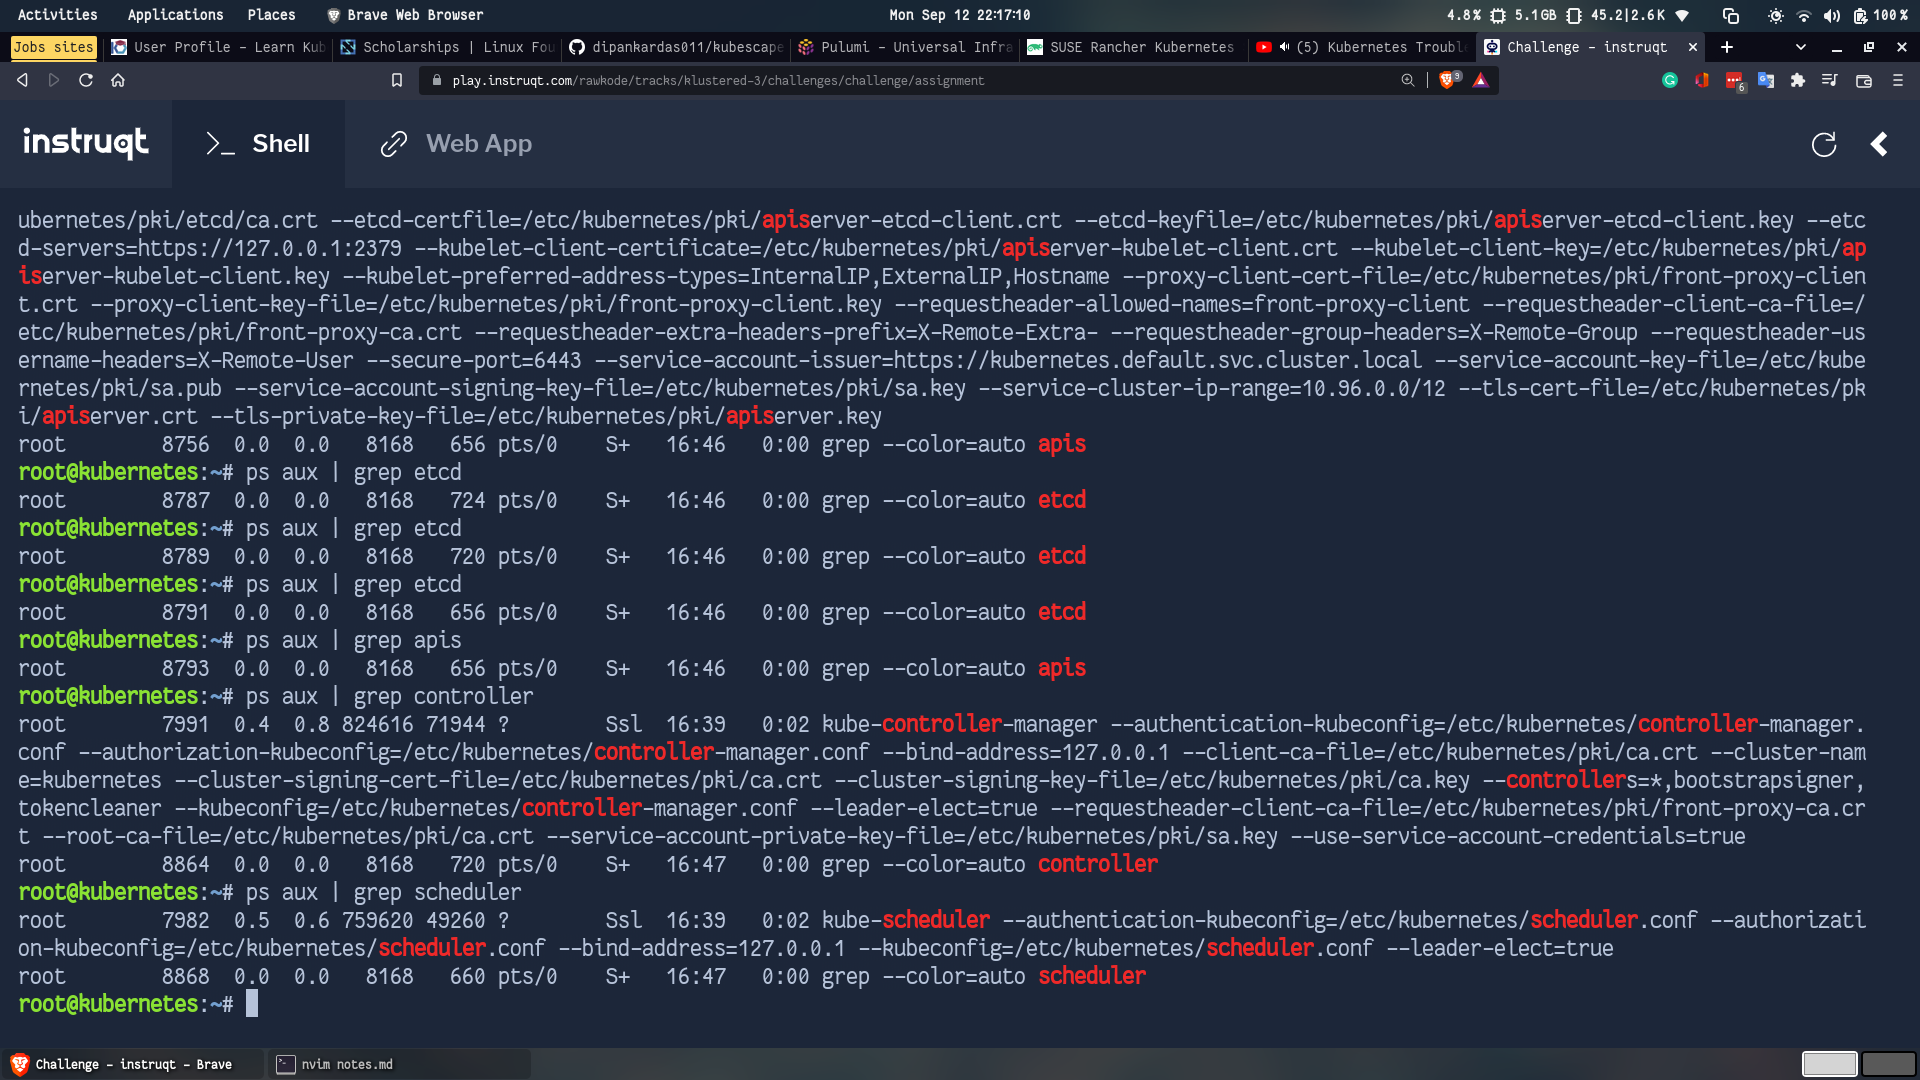 Activities Applications Places Brave Web Browser Mon Sep 12 22:17:10 4.8% 5.1GB 45.2|2.6K 100%
Jobs sites User Profile – Learn Kub Scholarships | Linux Fou dipankardas011/kubescape Pulumi – Universal Infra SUSE Rancher Kubernetes (5) Kubernetes Trouble Challenge – instruqt
play.instruqt.com/rawkode/tracks/klustered-3/challenges/challenge/assignment 3 6
instruqt >_ Shell Web App
ubernetes/pki/etcd/ca.crt --etcd-certfile=/etc/kubernetes/pki/apiserver-etcd-client.crt --etcd-keyfile=/etc/kubernetes/pki/apiserver-etcd-client.key --etc
d-servers=https://127.0.0.1:2379 --kubelet-client-certificate=/etc/kubernetes/pki/apiserver-kubelet-client.crt --kubelet-client-key=/etc/kubernetes/pki/ap
iserver-kubelet-client.key --kubelet-preferred-address-types=InternalIP,ExternalIP,Hostname --proxy-client-cert-file=/etc/kubernetes/pki/front-proxy-clien
t.crt --proxy-client-key-file=/etc/kubernetes/pki/front-proxy-client.key --requestheader-allowed-names=front-proxy-client --requestheader-client-ca-file=/
etc/kubernetes/pki/front-proxy-ca.crt --requestheader-extra-headers-prefix=X-Remote-Extra- --requestheader-group-headers=X-Remote-Group --requestheader-us
ername-headers=X-Remote-User --secure-port=6443 --service-account-issuer=https://kubernetes.default.svc.cluster.local --service-account-key-file=/etc/kube
rnetes/pki/sa.pub --service-account-signing-key-file=/etc/kubernetes/pki/sa.key --service-cluster-ip-range=10.96.0.0/12 --tls-cert-file=/etc/kubernetes/pk
i/apiserver.crt --tls-private-key-file=/etc/kubernetes/pki/apiserver.key
root 8756 0.0 0.0 8168 656 pts/0 S+ 16:46 0:00 grep --color=auto apis
root@kubernetes:~# ps aux | grep etcd
root 8787 0.0 0.0 8168 724 pts/0 S+ 16:46 0:00 grep --color=auto etcd
root@kubernetes:~# ps aux | grep etcd
root 8789 0.0 0.0 8168 720 pts/0 S+ 16:46 0:00 grep --color=auto etcd
root@kubernetes:~# ps aux | grep etcd
root 8791 0.0 0.0 8168 656 pts/0 S+ 16:46 0:00 grep --color=auto etcd
root@kubernetes:~# ps aux | grep apis
root 8793 0.0 0.0 8168 656 pts/0 S+ 16:46 0:00 grep --color=auto apis
root@kubernetes:~# ps aux | grep controller
root 7991 0.4 0.8 824616 71944 ? Ssl 16:39 0:02 kube-controller-manager --authentication-kubeconfig=/etc/kubernetes/controller-manager.
conf --authorization-kubeconfig=/etc/kubernetes/controller-manager.conf --bind-address=127.0.0.1 --client-ca-file=/etc/kubernetes/pki/ca.crt --cluster-nam
e=kubernetes --cluster-signing-cert-file=/etc/kubernetes/pki/ca.crt --cluster-signing-key-file=/etc/kubernetes/pki/ca.key --controllers=*,bootstrapsigner,
tokencleaner --kubeconfig=/etc/kubernetes/controller-manager.conf --leader-elect=true --requestheader-client-ca-file=/etc/kubernetes/pki/front-proxy-ca.cr
t --root-ca-file=/etc/kubernetes/pki/ca.crt --service-account-private-key-file=/etc/kubernetes/pki/sa.key --use-service-account-credentials=true
root 8864 0.0 0.0 8168 720 pts/0 S+ 16:47 0:00 grep --color=auto controller
root@kubernetes:~# ps aux | grep scheduler
root 7982 0.5 0.6 759620 49260 ? Ssl 16:39 0:02 kube-scheduler --authentication-kubeconfig=/etc/kubernetes/scheduler.conf --authorizati
on-kubeconfig=/etc/kubernetes/scheduler.conf --bind-address=127.0.0.1 --kubeconfig=/etc/kubernetes/scheduler.conf --leader-elect=true
root 8868 0.0 0.0 8168 660 pts/0 S+ 16:47 0:00 grep --color=auto scheduler
root@kubernetes:~#
Challenge – instruqt – Brave nvim notes.md